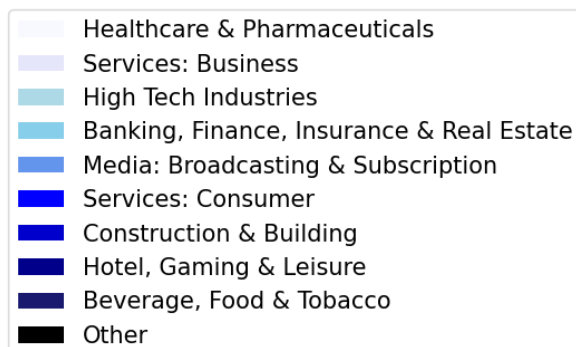 Healthcare & Pharmaceuticals
Services: Business
High Tech Industries
Banking, Finance, Insurance & Real Estate
Media: Broadcasting & Subscription
Services: Consumer
Construction & Building
Hotel, Gaming & Leisure
Beverage, Food & Tobacco
Other